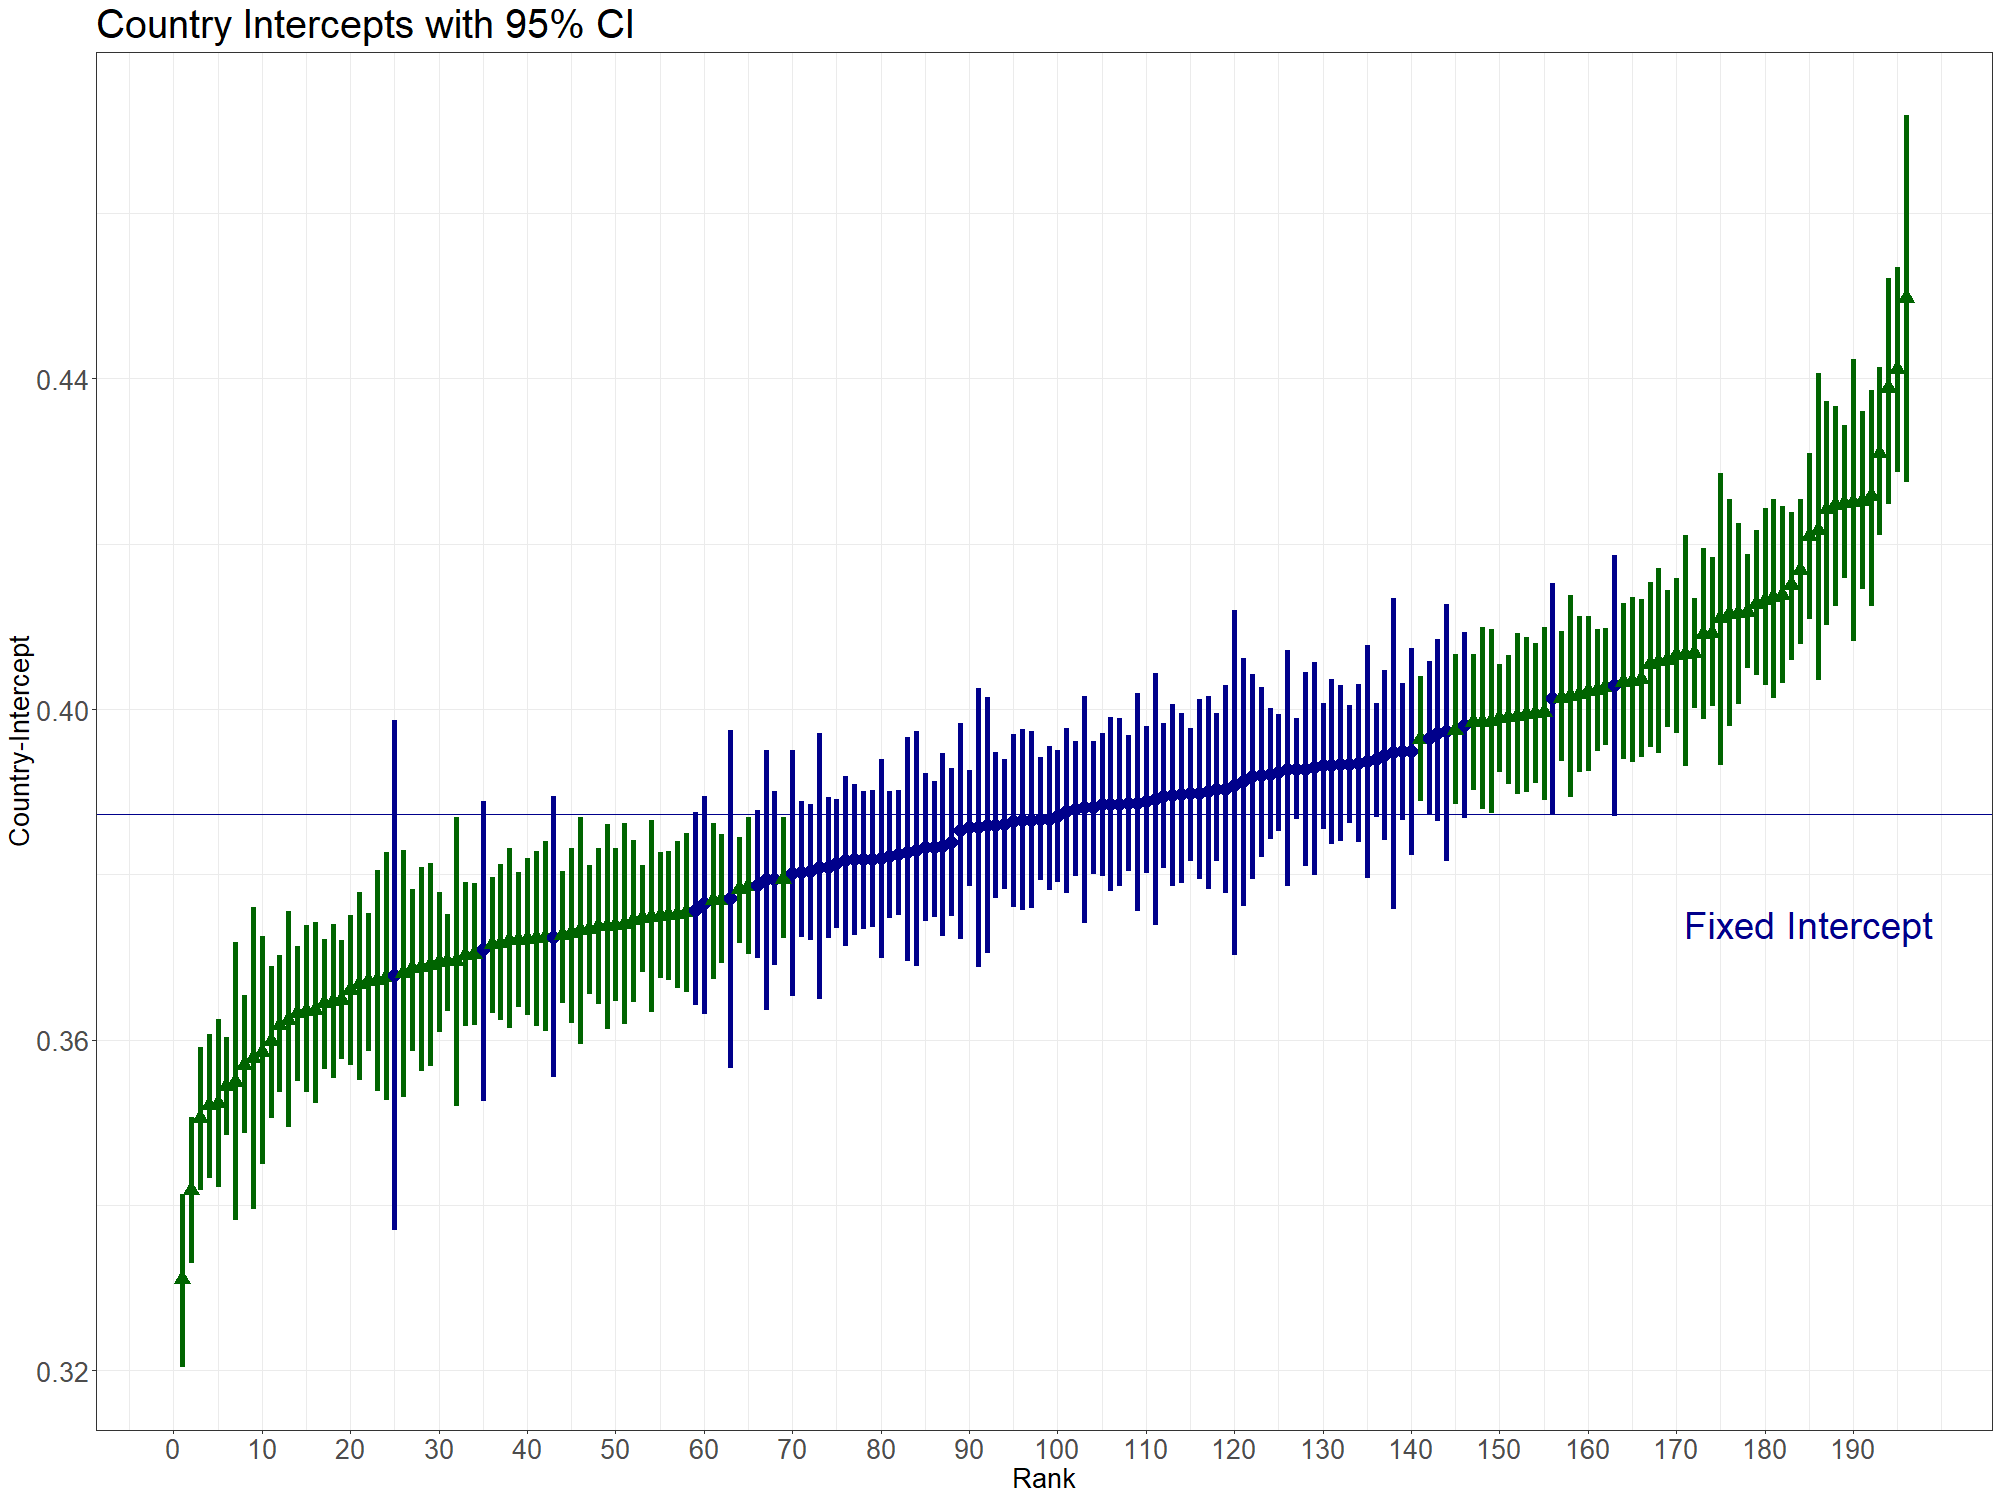 Country Intercepts with 95% CI
Country-Intercept
0.44
0.40
0.36
0.32
Fixed Intercept
0 10 20 30 40 50 60 70 80 90 100 110 120 130 140 150 160 170 180 190
Rank